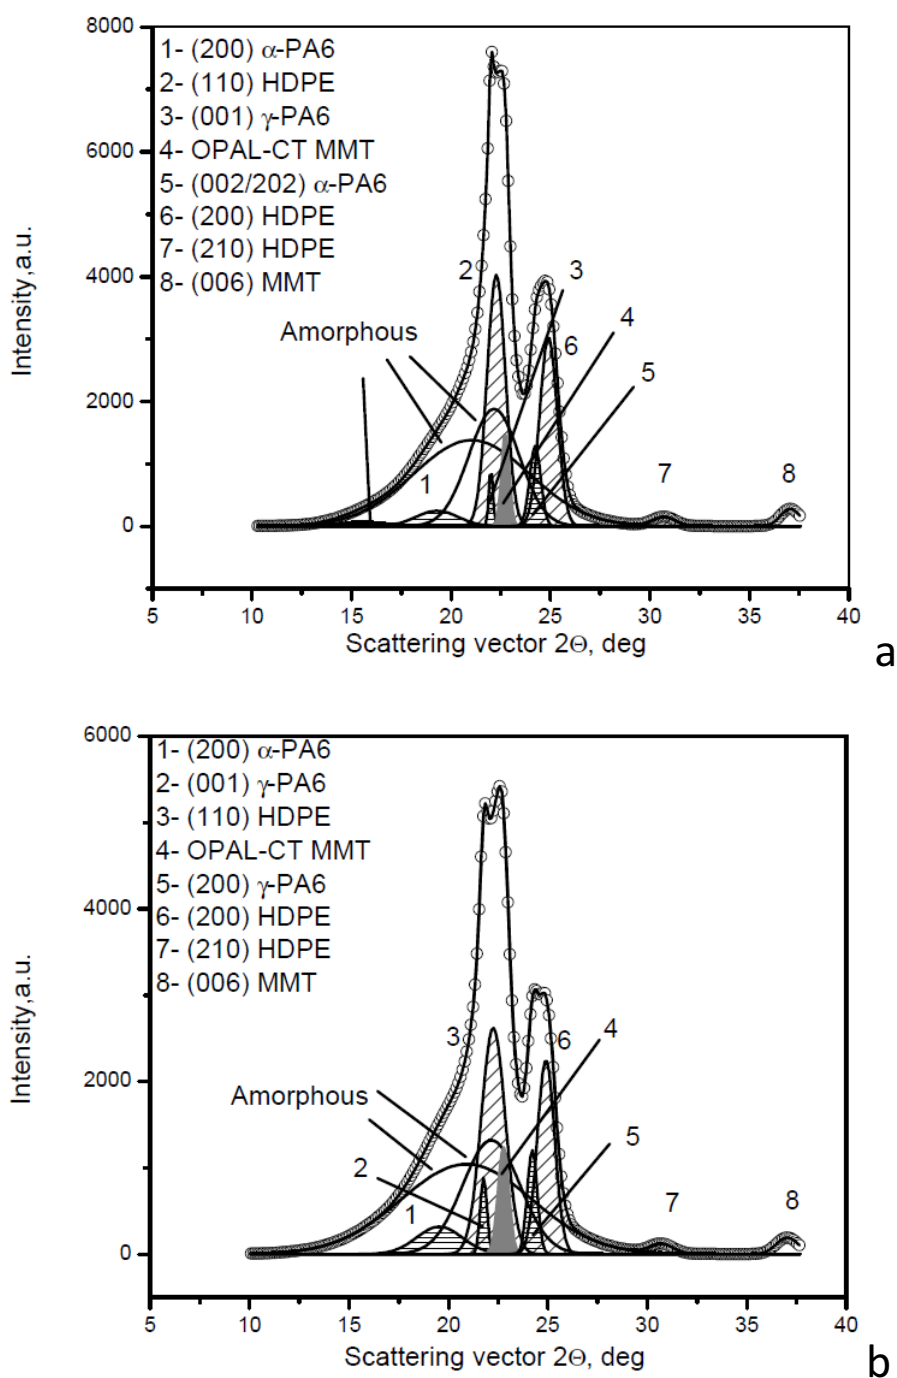 8000
1- (200) α-PA6
2- (110) HDPE
3- (001) γ-PA6
4- OPAL-CT MMT
5- (002/202) α-PA6
6- (200) HDPE
7- (210) HDPE
8- (006) MMT
6000
4000
2000
0
Intensity,a.u.
Amorphous
1
2
3
4
5
6
7
8
5 10 15 20 25 30 35 40
Scattering vector 2Θ, deg
a
6000
1- (200) α-PA6
2- (001) γ-PA6
3- (110) HDPE
4- OPAL-CT MMT
5- (200) γ-PA6
6- (200) HDPE
7- (210) HDPE
8- (006) MMT
4000
2000
0
Intensity,a.u.
Amorphous
1
2
3
4
5
6
7
8
5 10 15 20 25 30 35 40
Scattering vector 2Θ, deg
b